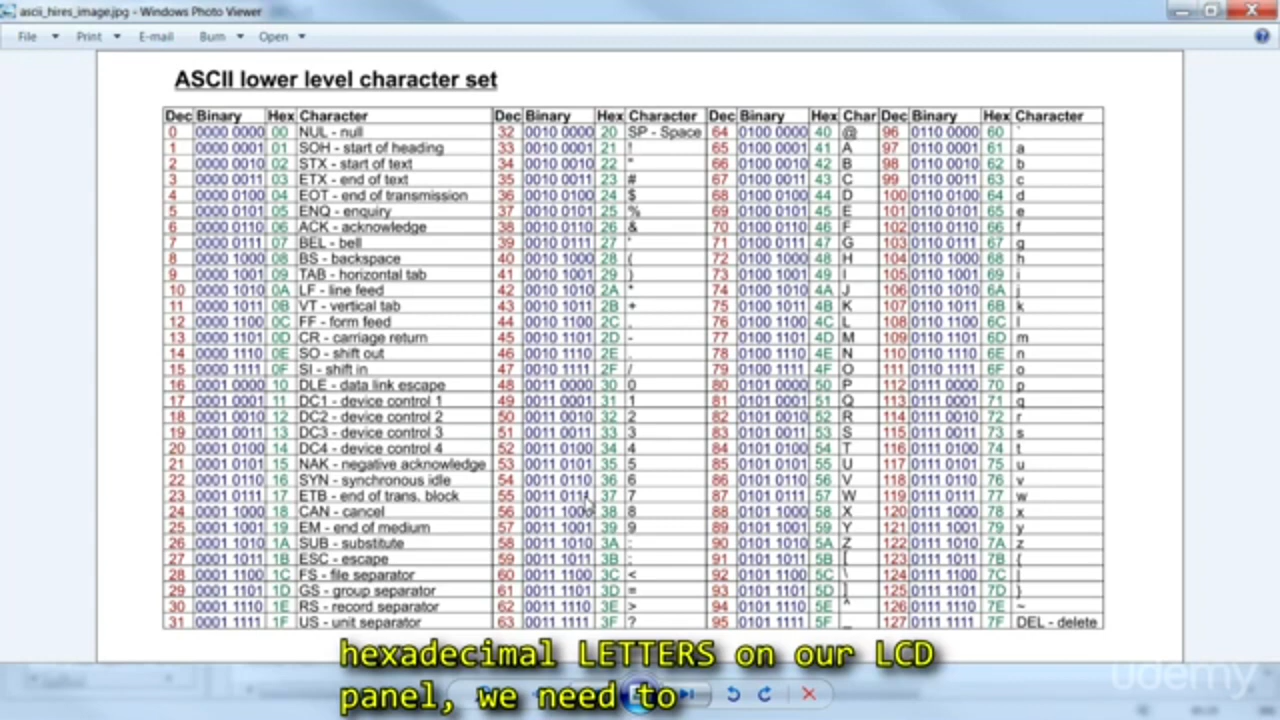 ascii_hires_image.jpg - Windows Photo Viewer
File Print E-mail Burn Open
ASCII lower level character set
Dec Binary Hex Character Dec Binary Hex Character Dec Binary Hex Char Dec Binary Hex Character
0 0000 0000 00 NUL - null 32 0010 0000 20 SP - Space 64 0100 0000 40 @ 96 0110 0000 60 `
1 0000 0001 01 SOH - start of heading 33 0010 0001 21 ! 65 0100 0001 41 A 97 0110 0001 61 a
2 0000 0010 02 STX - start of text 34 0010 0010 22 " 66 0100 0010 42 B 98 0110 0010 62 b
3 0000 0011 03 ETX - end of text 35 0010 0011 23 # 67 0100 0011 43 C 99 0110 0011 63 c
4 0000 0100 04 EOT - end of transmission 36 0010 0100 24 $ 68 0100 0100 44 D 100 0110 0100 64 d
5 0000 0101 05 ENQ - enquiry 37 0010 0101 25 % 69 0100 0101 45 E 101 0110 0101 65 e
6 0000 0110 06 ACK - acknowledge 38 0010 0110 26 & 70 0100 0110 46 F 102 0110 0110 66 f
7 0000 0111 07 BEL - bell 39 0010 0111 27 ' 71 0100 0111 47 G 103 0110 0111 67 g
8 0000 1000 08 BS - backspace 40 0010 1000 28 ( 72 0100 1000 48 H 104 0110 1000 68 h
9 0000 1001 09 TAB - horizontal tab 41 0010 1001 29 ) 73 0100 1001 49 I 105 0110 1001 69 i
10 0000 1010 0A LF - line feed 42 0010 1010 2A * 74 0100 1010 4A J 106 0110 1010 6A j
11 0000 1011 0B VT - vertical tab 43 0010 1011 2B + 75 0100 1011 4B K 107 0110 1011 6B k
12 0000 1100 0C FF - form feed 44 0010 1100 2C , 76 0100 1100 4C L 108 0110 1100 6C l
13 0000 1101 0D CR - carriage return 45 0010 1101 2D - 77 0100 1101 4D M 109 0110 1101 6D m
14 0000 1110 0E SO - shift out 46 0010 1110 2E . 78 0100 1110 4E N 110 0110 1110 6E n
15 0000 1111 0F SI - shift in 47 0010 1111 2F / 79 0100 1111 4F O 111 0110 1111 6F o
16 0001 0000 10 DLE - data link escape 48 0011 0000 30 0 80 0101 0000 50 P 112 0111 0000 70 p
17 0001 0001 11 DC1 - device control 1 49 0011 0001 31 1 81 0101 0001 51 Q 113 0111 0001 71 q
18 0001 0010 12 DC2 - device control 2 50 0011 0010 32 2 82 0101 0010 52 R 114 0111 0010 72 r
19 0001 0011 13 DC3 - device control 3 51 0011 0011 33 3 83 0101 0011 53 S 115 0111 0011 73 s
20 0001 0100 14 DC4 - device control 4 52 0011 0100 34 4 84 0101 0100 54 T 116 0111 0100 74 t
21 0001 0101 15 NAK - negative acknowledge 53 0011 0101 35 5 85 0101 0101 55 U 117 0111 0101 75 u
22 0001 0110 16 SYN - synchronous idle 54 0011 0110 36 6 86 0101 0110 56 V 118 0111 0110 76 v
23 0001 0111 17 ETB - end of trans. block 55 0011 0111 37 7 87 0101 0111 57 W 119 0111 0111 77 w
24 0001 1000 18 CAN - cancel 56 0011 1000 38 8 88 0101 1000 58 X 120 0111 1000 78 x
25 0001 1001 19 EM - end of medium 57 0011 1001 39 9 89 0101 1001 59 Y 121 0111 1001 79 y
26 0001 1010 1A SUB - substitute 58 0011 1010 3A : 90 0101 1010 5A Z 122 0111 1010 7A z
27 0001 1011 1B ESC - escape 59 0011 1011 3B ; 91 0101 1011 5B [ 123 0111 1011 7B {
28 0001 1100 1C FS - file separator 60 0011 1100 3C < 92 0101 1100 5C \ 124 0111 1100 7C |
29 0001 1101 1D GS - group separator 61 0011 1101 3D = 93 0101 1101 5D ] 125 0111 1101 7D }
30 0001 1110 1E RS - record separator 62 0011 1110 3E > 94 0101 1110 5E ^ 126 0111 1110 7E ~
31 0001 1111 1F US - unit separator 63 0011 1111 3F ? 95 0101 1111 5F _ 127 0111 1111 7F DEL - delete
hexadecimal LETTERS on our LCD
panel, we need to
udemy